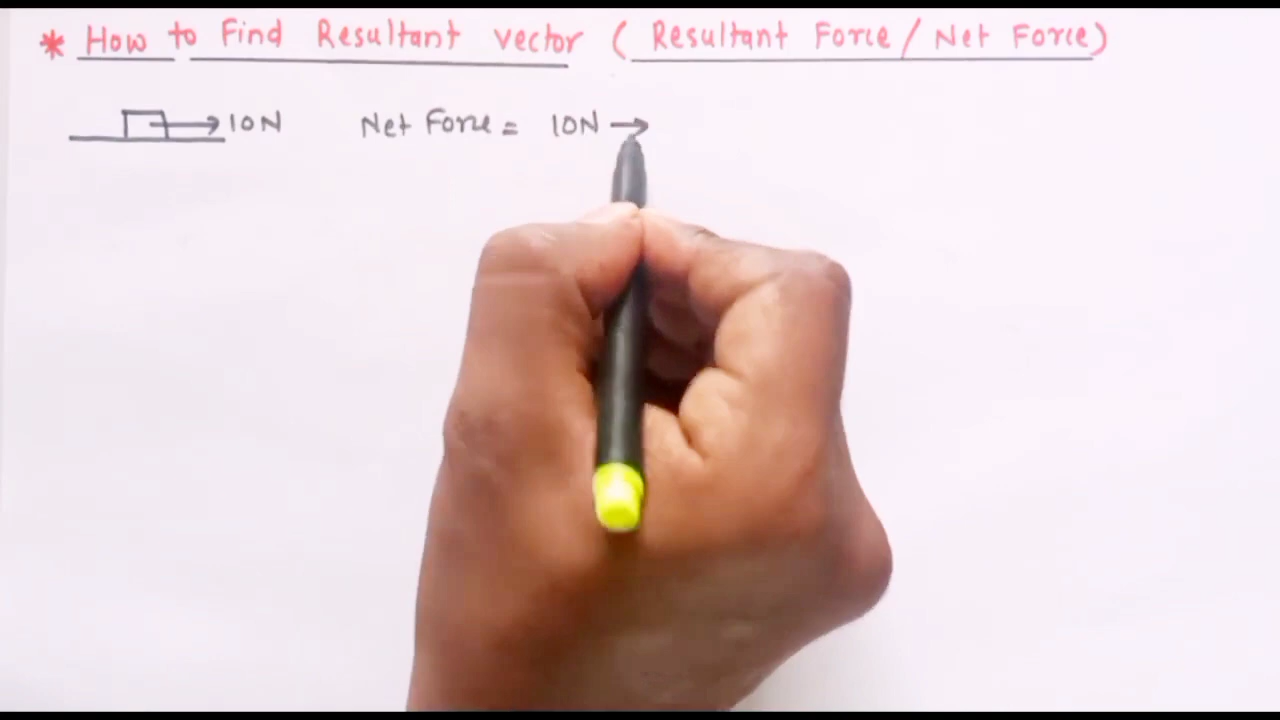 * How to Find Resultant vector ( Resultant Force / Net Force)
10N Net Force = 10N →